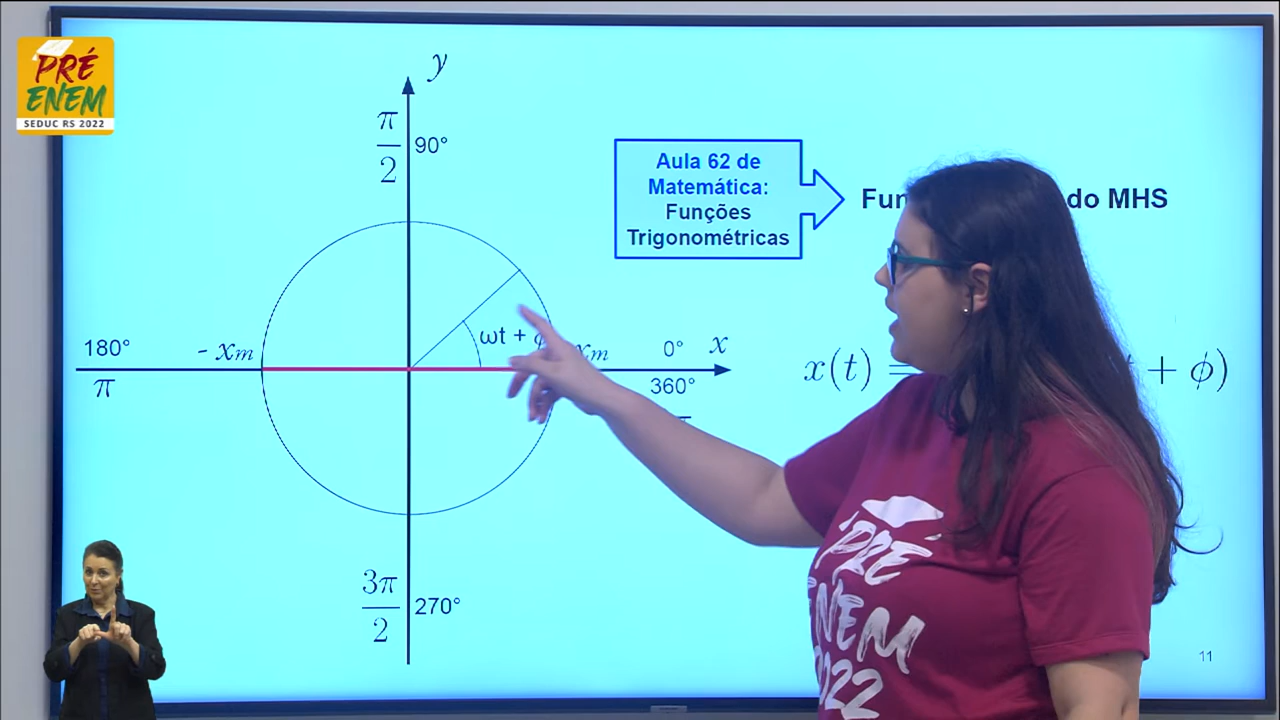 PRÉ
ENEM
SEDUC RS 2022
y
π
2
90°
Aula 62 de
Matemática:
Funções
Trigonométricas
do MHS
180°
π
- xm
ωt +
xm
0°
360°
x
x(t) =
+ ϕ)
3π
2
270°
PRÉ
ENEM
2022
11